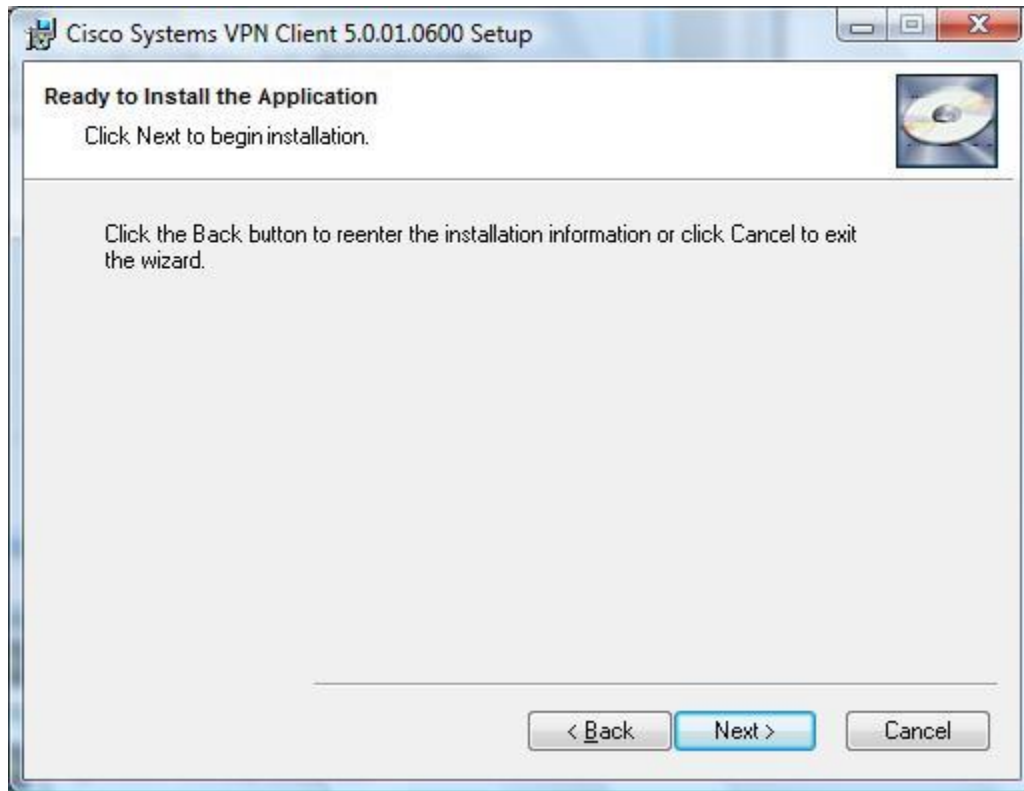 Cisco Systems VPN Client 5.0.01.0600 Setup
Ready to Install the Application
Click Next to begin installation.
Click the Back button to reenter the installation information or click Cancel to exit
the wizard.
< Back
Next >
Cancel